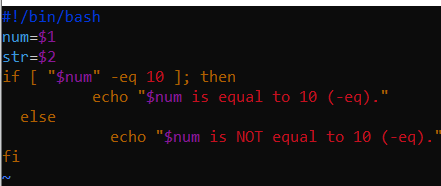 #!/bin/bash
num=$1
str=$2
if [ "$num" -eq 10 ]; then
          echo "$num is equal to 10 (-eq)."
  else
            echo "$num is NOT equal to 10 (-eq)."
fi
~